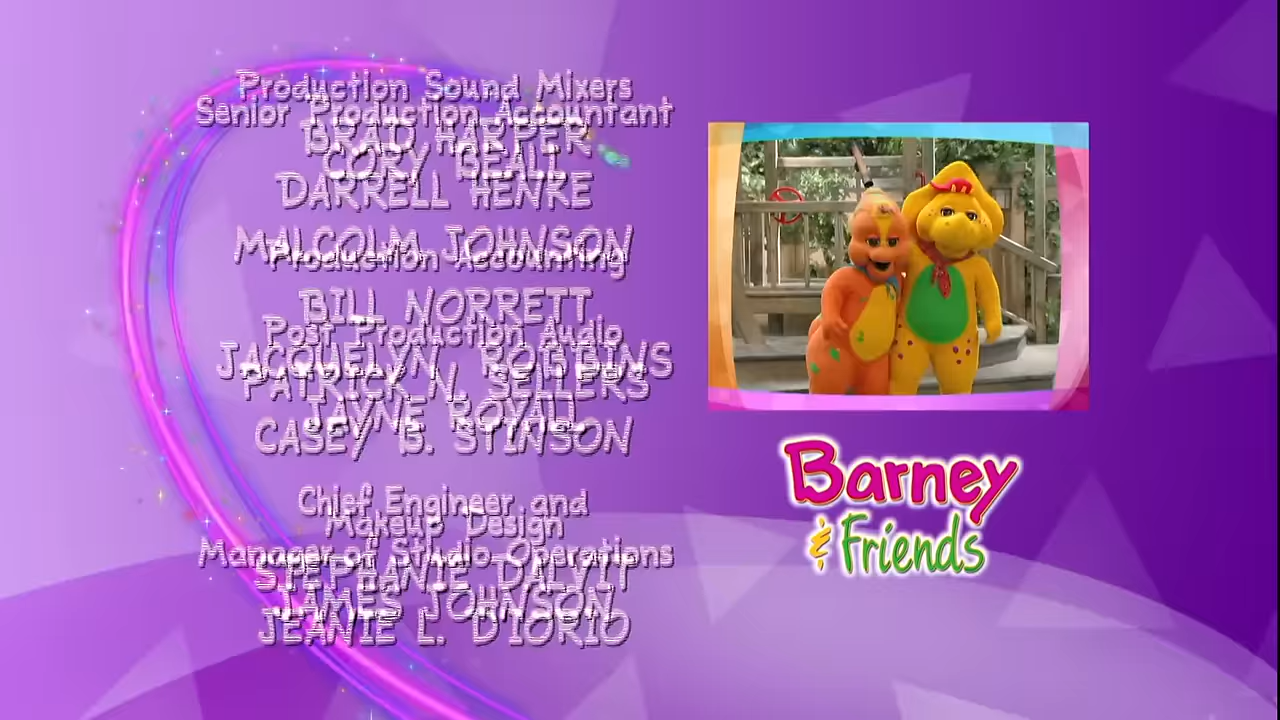 Production Sound Mixers
Senior Production Accountant
BRAD HARPER
CORY BEALL
DARRELL HENKE
MALCOLM JOHNSON
Production Accounting
BILL NORRETT
Post Production Audio
JACQUELYN ROBBINS
PATRICK N. SELLERS
JAYNE ROYALL
CASEY B. STINSON
Chief Engineer and
Makeup Design
Manager of Studio Operations
STEPHANIE DALVIT
JAMES JOHNSON
JEANIE L. D'IORIO
Barney
& Friends